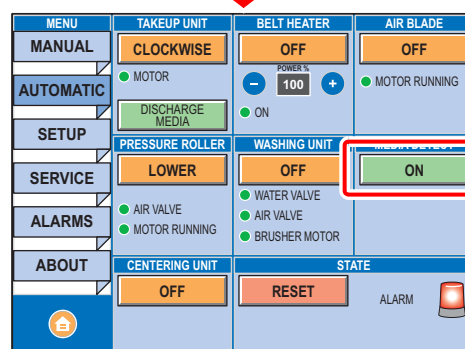 MENU
MANUAL
AUTOMATIC
SETUP
SERVICE
ALARMS
ABOUT
TAKEUP UNIT
CLOCKWISE
MOTOR
DISCHARGE
MEDIA
BELT HEATER
OFF
POWER %
- 100 +
ON
AIR BLADE
OFF
MOTOR RUNNING
PRESSURE ROLLER
LOWER
AIR VALVE
MOTOR RUNNING
WASHING UNIT
OFF
WATER VALVE
AIR VALVE
BRUSHER MOTOR
MEDIA DETECT
ON
CENTERING UNIT
OFF
STATE
RESET
ALARM